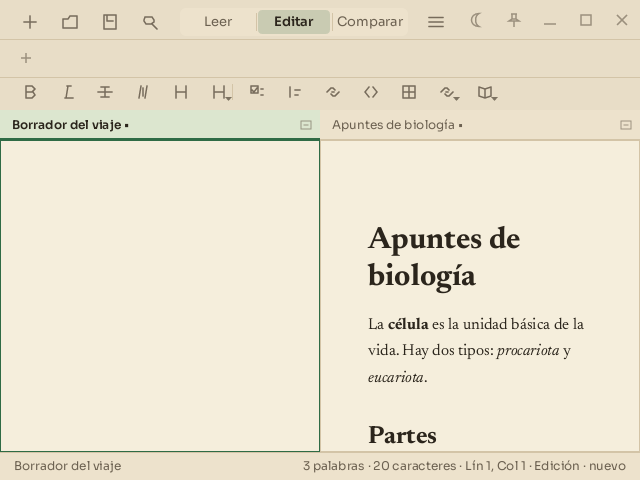 Leer Editar Comparar
Borrador del viaje •
Apuntes de biología •
Apuntes de
biología
La célula es la unidad básica de la
vida. Hay dos tipos: procariota y
eucariota.
Partes
Borrador del viaje
3 palabras · 20 caracteres · Lín 1, Col 1 · Edición · nuevo